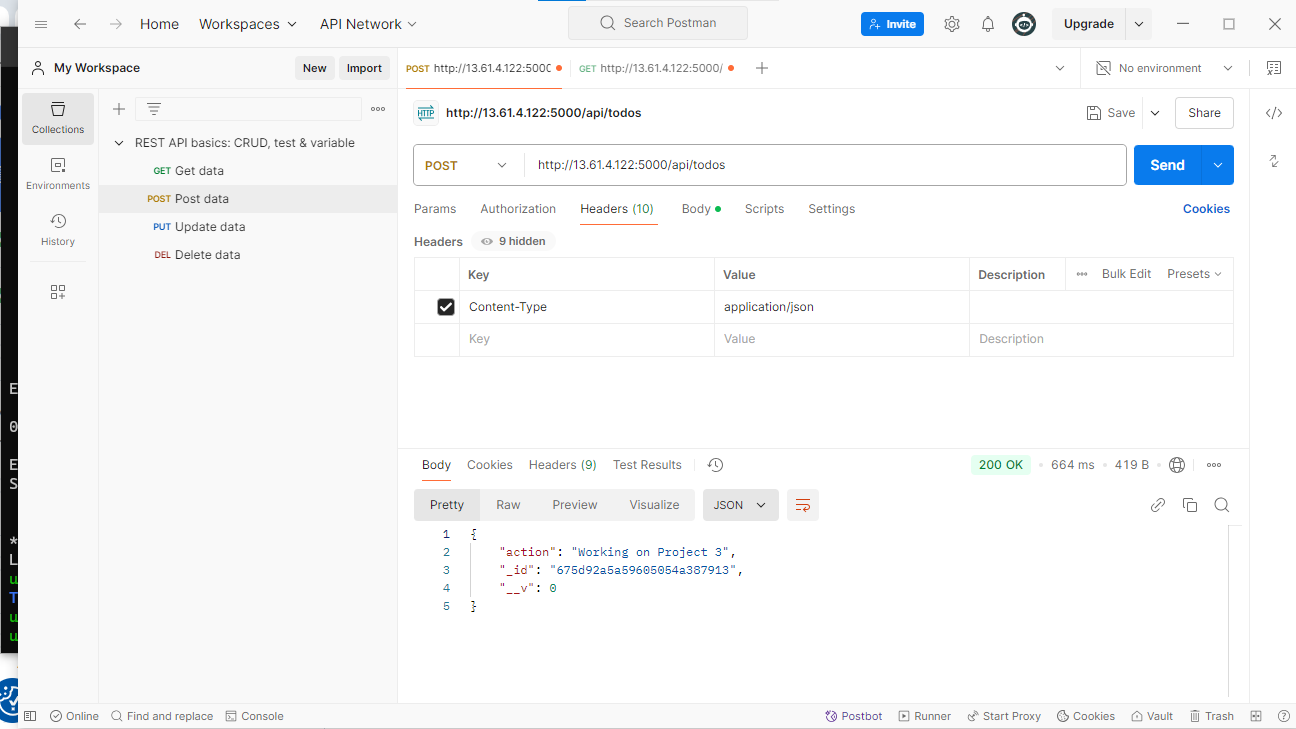 Home Workspaces API Network Search Postman Invite Upgrade
My Workspace New Import POST http://13.61.4.122:5000 GET http://13.61.4.122:5000/ No environment
Collections
Environments
History
REST API basics: CRUD, test & variable
GET Get data
POST Post data
PUT Update data
DEL Delete data
HTTP http://13.61.4.122:5000/api/todos Save Share
POST http://13.61.4.122:5000/api/todos Send
Params Authorization Headers (10) Body Scripts Settings Cookies
Headers 9 hidden
Key Value Description Bulk Edit Presets
Content-Type application/json
Key Value Description
Body Cookies Headers (9) Test Results 200 OK 664 ms 419 B
Pretty Raw Preview Visualize JSON
1 {
2 "action": "Working on Project 3",
3 "_id": "675d92a5a59605054a387913",
4 "__v": 0
5 }
Online Find and replace Console Postbot Runner Start Proxy Cookies Vault Trash